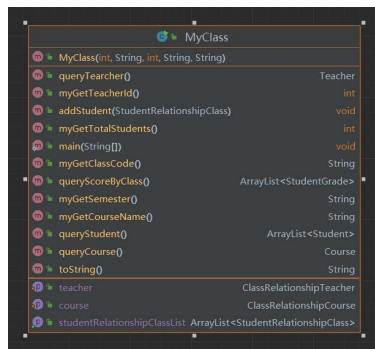 MyClass
MyClass(int, String, int, String, String)
queryTearcher() Teacher
myGetTeacherId() int
addStudent(StudentRelationshipClass) void
myGetTotalStudents() int
main(String[]) void
myGetClassCode() String
queryScoreByClass() ArrayList<StudentGrade>
myGetSemester() String
myGetCourseName() String
queryStudent() ArrayList<Student>
queryCourse() Course
toString() String
teacher ClassRelationshipTeacher
course ClassRelationshipCourse
studentRelationshipClassList ArrayList<StudentRelationshipClass>